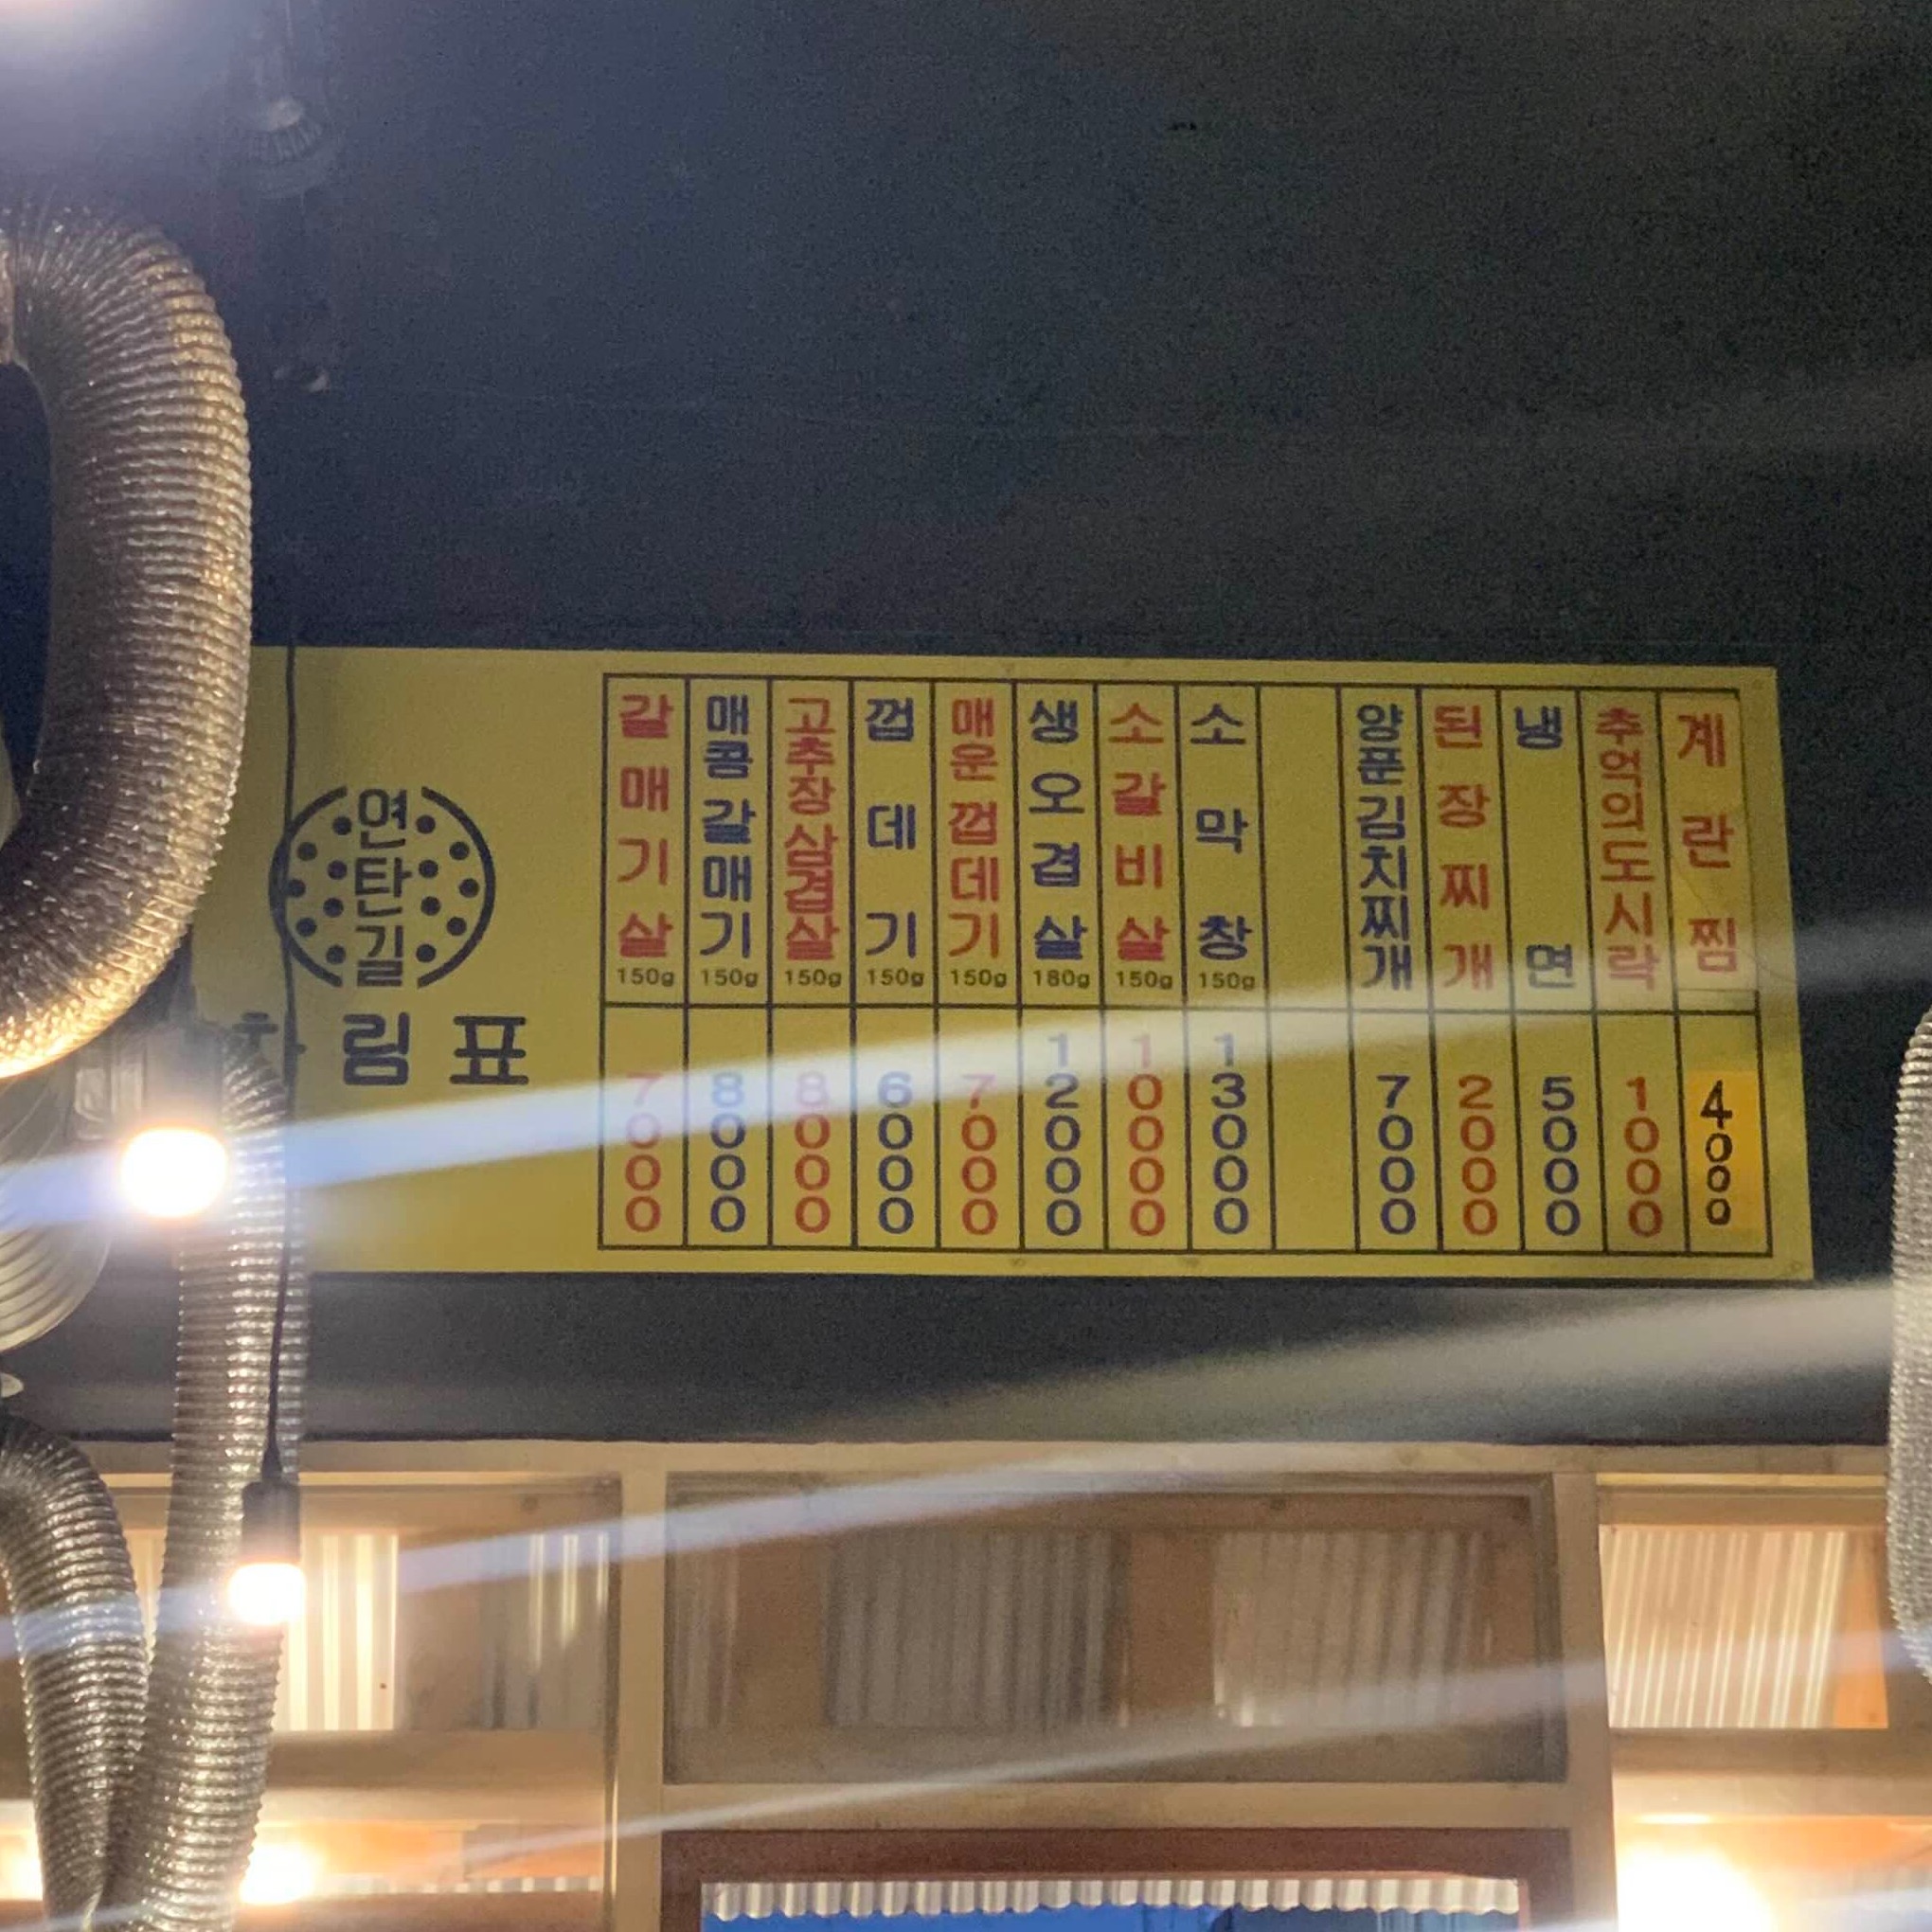 연탄길
차림표
갈매기살 150g 7000
매콤갈매기 150g 8000
고추장삼겹살 150g 8000
껍데기 150g 6000
매운껍데기 150g 7000
생오겹살 180g 12000
소갈비살 150g 10000
소막창 150g 13000
양푼김치찌개 7000
된장찌개 2000
냉면 5000
추억의도시락 1000
계란찜 4000